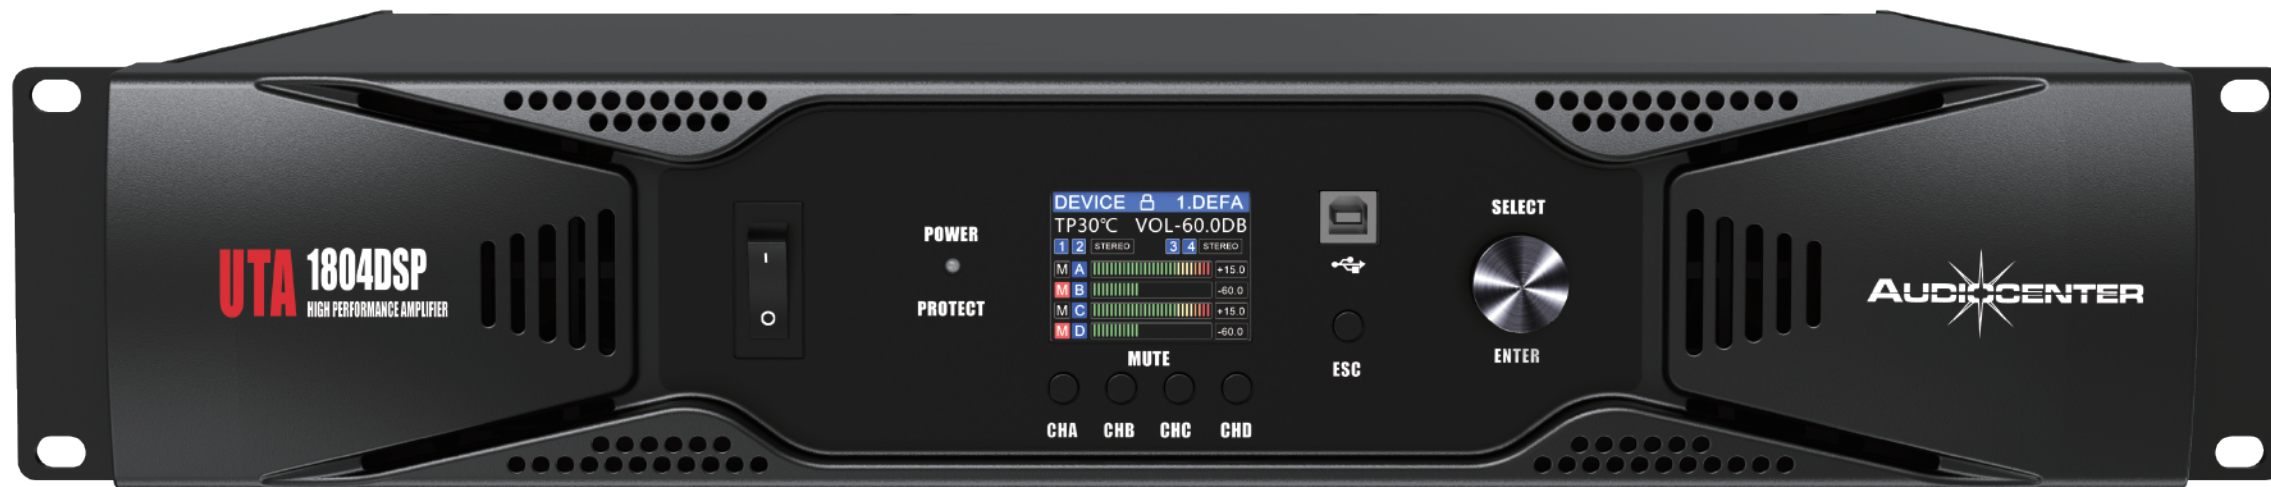 UTA 1804DSP
HIGH PERFORMANCE AMPLIFIER
POWER
PROTECT
DEVICE 1.DEFA
TP30℃ VOL-60.0DB
1 2 STEREO 3 4 STEREO
M A +15.0
M B -60.0
M C +15.0
M D -60.0
MUTE
CHA CHB CHC CHD
I
O
ESC
SELECT
ENTER
AUDIOCENTER